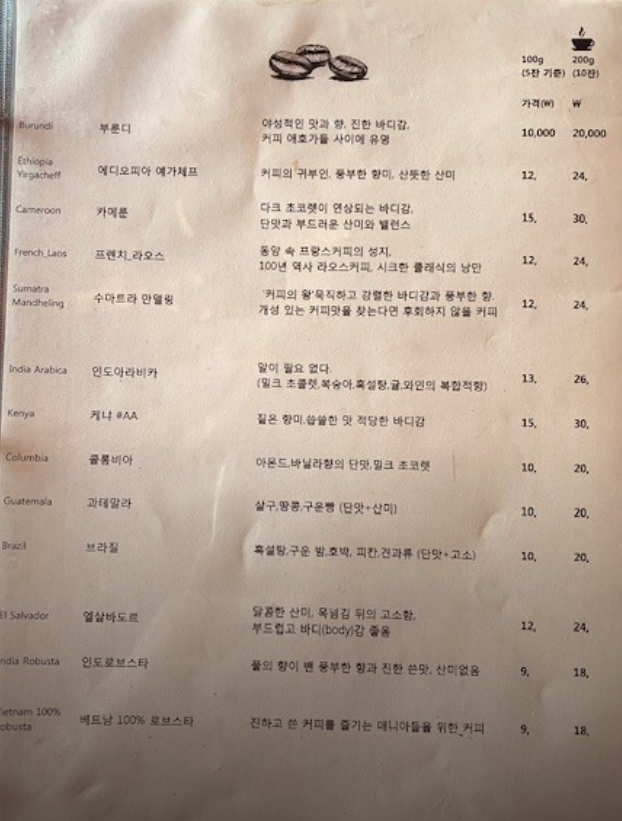 100g 200g
(5잔 기준) (10잔)
가격(₩) ₩
Burundi 부룬디 야성적인 맛과 향, 진한 바디감, 10,000 20,000
커피 애호가들 사이에 유명
Ethiopia
Yirgacheff 에디오피아 예가체프 커피의 귀부인, 풍부한 향미, 산뜻한 산미 12, 24,
Cameroon 카메룬 다크 초코렛이 연상되는 바디감, 15, 30,
단맛과 부드러운 산미와 밸런스
French_Laos 프렌치_라오스 동양 속 프랑스커피의 성지, 12, 24,
100년 역사 라오스커피, 시크한 클래식의 낭만
Sumatra
Mandheling 수마트라 만델링 '커피의 왕'묵직하고 강렬한 바디감과 풍부한 향. 12, 24,
개성 있는 커피맛을 찾는다면 후회하지 않을 커피
India Arabica 인도아라비카 말이 필요 없다. 13, 26,
(밀크 초콜렛,복숭아,흑설탕,귤,와인의 복합적향)
Kenya 케냐 #AA 짙은 향미,씁쓸한 맛 적당한 바디감 15, 30,
Columbia 콜롬비아 아몬드,바닐라향의 단맛,밀크 초코렛 10, 20,
Guatemala 과테말라 살구,땅콩,구운빵 (단맛+산미) 10, 20,
Brazil 브라질 흑설탕,구운 밤,호박, 피칸,견과류 (단맛+고소) 10, 20,
El Salvador 엘살바도르 달콤한 산미, 목넘김 뒤의 고소함, 12, 24,
부드럽고 바디(body)감 좋음
ndia Robusta 인도로브스타 풀의 향이 밴 풍부한 향과 진한 쓴맛, 산미없음 9, 18,
ietnam 100%
obusta 베트남 100% 로브스타 진하고 쓴 커피를 즐기는 매니아들을 위한 커피 9, 18,